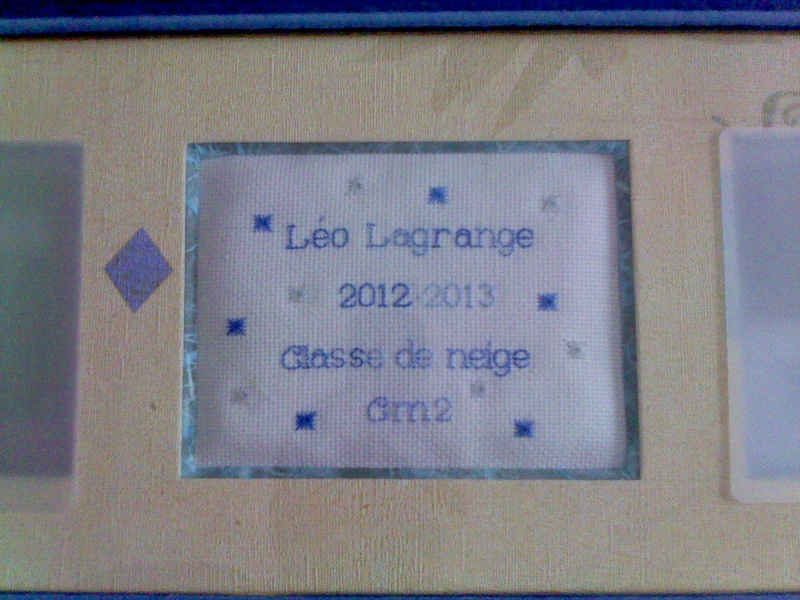 Léo Lagrange
2012-2013
Classe de neige
Cm2